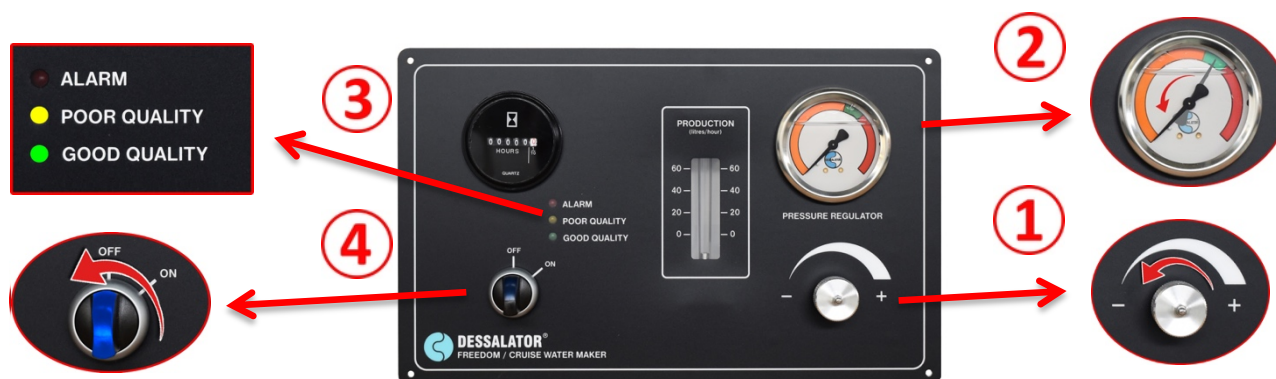 ALARM
POOR QUALITY
GOOD QUALITY
3
4
OFF
ON
HOURS
QUARTZ
ALARM
POOR QUALITY
GOOD QUALITY
OFF
ON
DESSALATOR®
FREEDOM / CRUISE WATER MAKER
PRODUCTION
(litres/hour)
60 60
40 40
20 20
0 0
PRESSURE REGULATOR
- +
2
1
- +